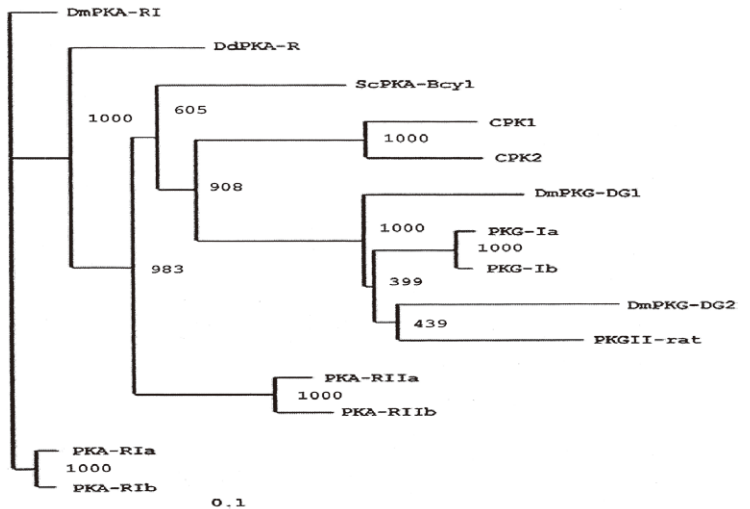 DmPKA-RI
DdPKA-R
ScPKA-Bcy1
605
1000
CPK1
1000
CPK2
908
DmPKG-DG1
1000
PKG-Ia
1000
PKG-Ib
983
399
DmPKG-DG2
439
PKGII-rat
PKA-RIIa
1000
PKA-RIIb
PKA-RIa
1000
PKA-RIb
0.1